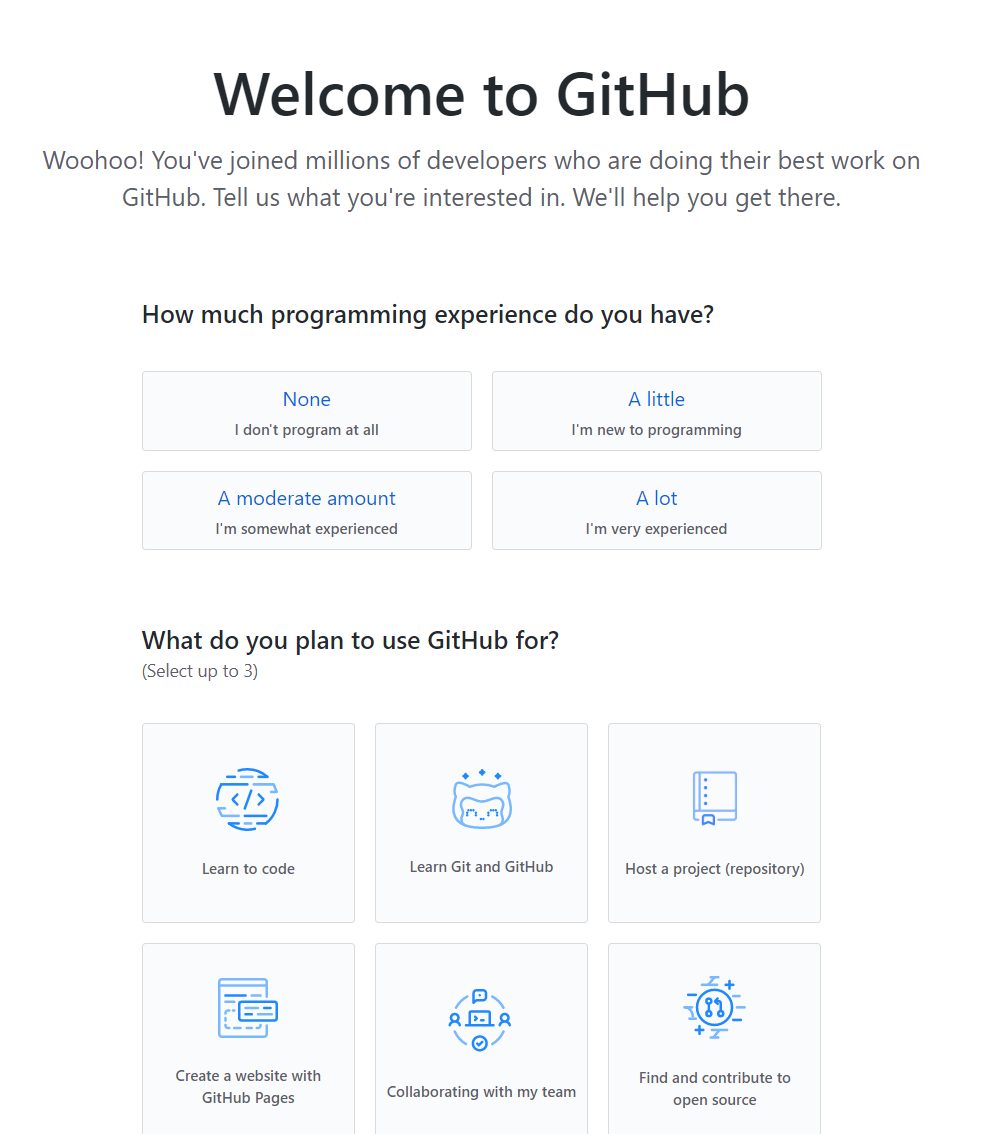 Welcome to GitHub
Woohoo! You've joined millions of developers who are doing their best work on
GitHub. Tell us what you're interested in. We'll help you get there.
How much programming experience do you have?
None
I don't program at all
A little
I'm new to programming
A moderate amount
I'm somewhat experienced
A lot
I'm very experienced
What do you plan to use GitHub for?
(Select up to 3)
Learn to code
Learn Git and GitHub
Host a project (repository)
Create a website with
GitHub Pages
Collaborating with my team
Find and contribute to
open source